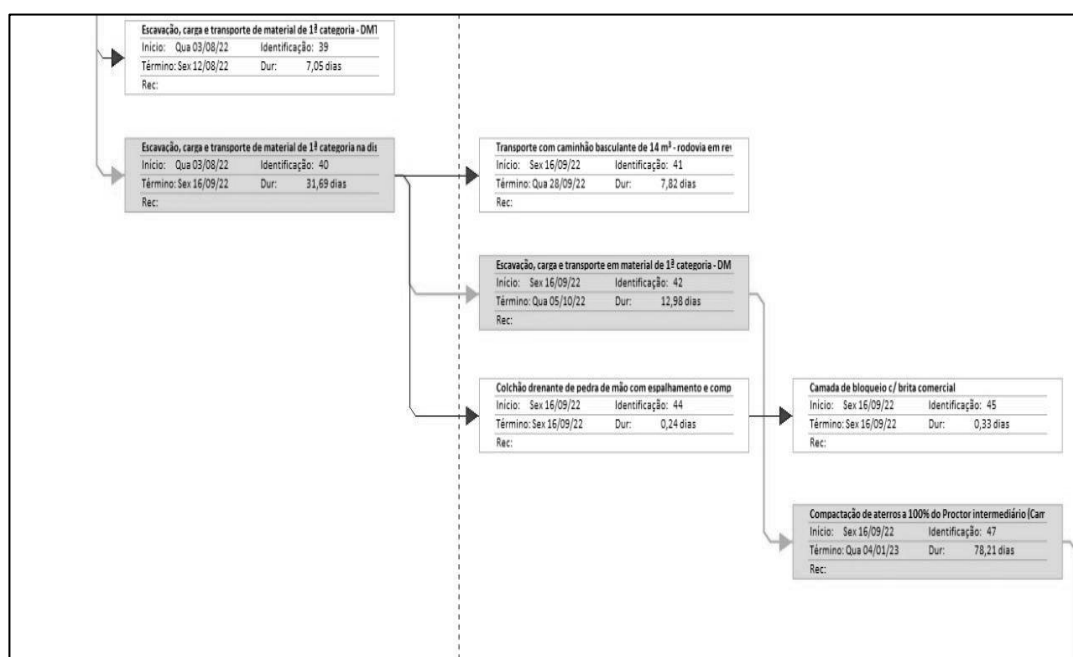 Escavação, carga e transporte de material de 1ª categoria - DMT
Início: Qua 03/08/22 Identificação: 39
Término: Sex 12/08/22 Dur: 7,05 dias
Rec:
Escavação, carga e transporte de material de 1ª categoria na dis
Início: Qua 03/08/22 Identificação: 40
Término: Sex 16/09/22 Dur: 31,69 dias
Rec:
Transporte com caminhão basculante de 14 m³ - rodovia em rev
Início: Sex 16/09/22 Identificação: 41
Término: Qua 28/09/22 Dur: 7,82 dias
Rec:
Escavação, carga e transporte em material de 1ª categoria - DM
Início: Sex 16/09/22 Identificação: 42
Término: Qua 05/10/22 Dur: 12,98 dias
Rec:
Colchão drenante de pedra de mão com espalhamento e comp
Início: Sex 16/09/22 Identificação: 44
Término: Sex 16/09/22 Dur: 0,24 dias
Rec:
Camada de bloqueio c/ brita comercial
Início: Sex 16/09/22 Identificação: 45
Término: Sex 16/09/22 Dur: 0,33 dias
Rec:
Compactação de aterros a 100% do Proctor intermediário (Cam
Início: Sex 16/09/22 Identificação: 47
Término: Qua 04/01/23 Dur: 78,21 dias
Rec: